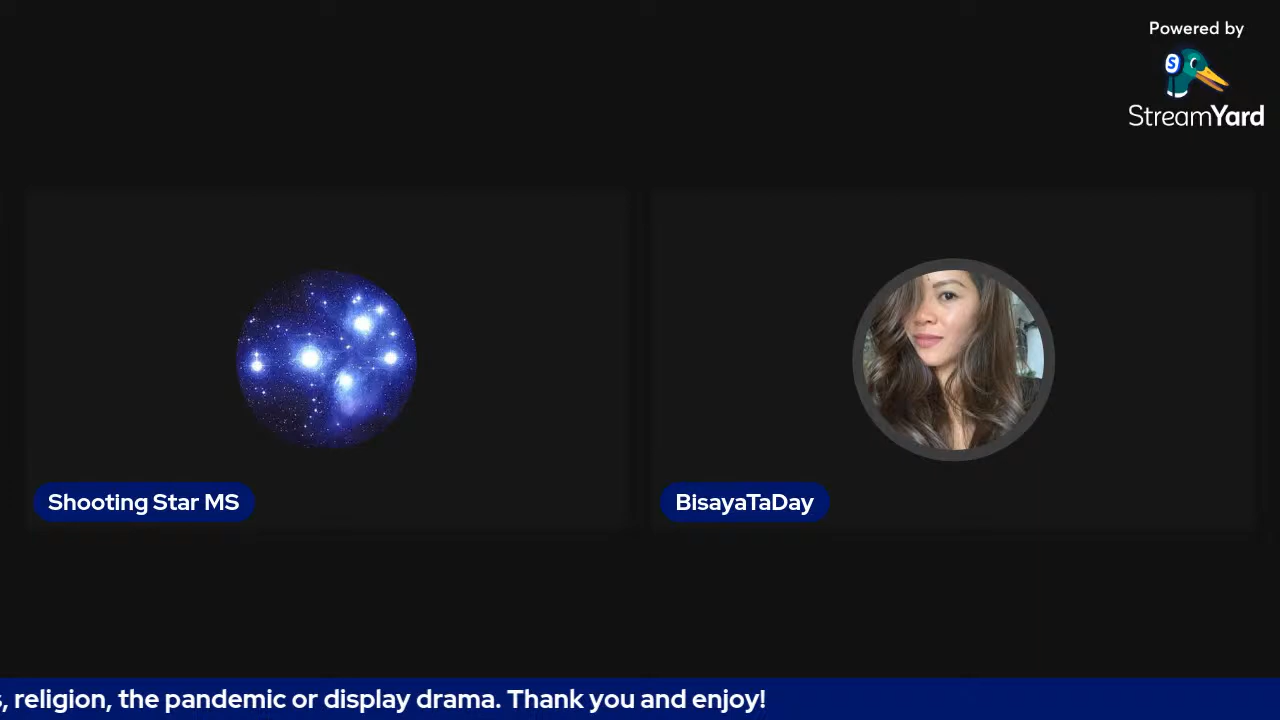 Powered by
S
StreamYard
Shooting Star MS
BisayaTaDay
, religion, the pandemic or display drama. Thank you and enjoy!